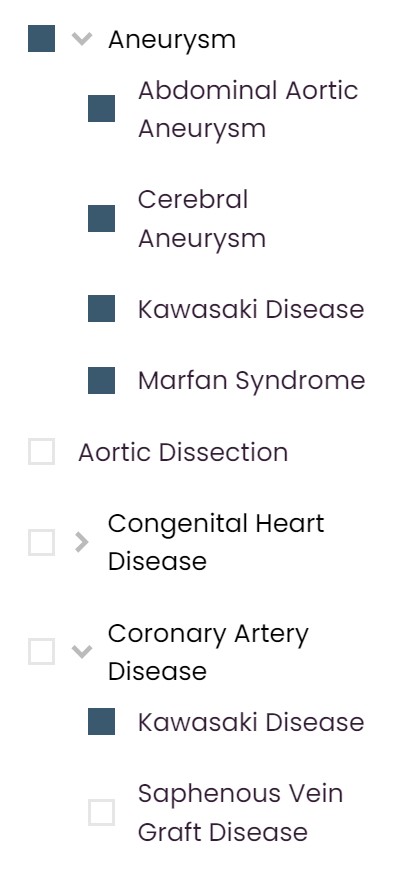 Aneurysm
Abdominal Aortic
Aneurysm
Cerebral
Aneurysm
Kawasaki Disease
Marfan Syndrome
Aortic Dissection
Congenital Heart
Disease
Coronary Artery
Disease
Kawasaki Disease
Saphenous Vein
Graft Disease